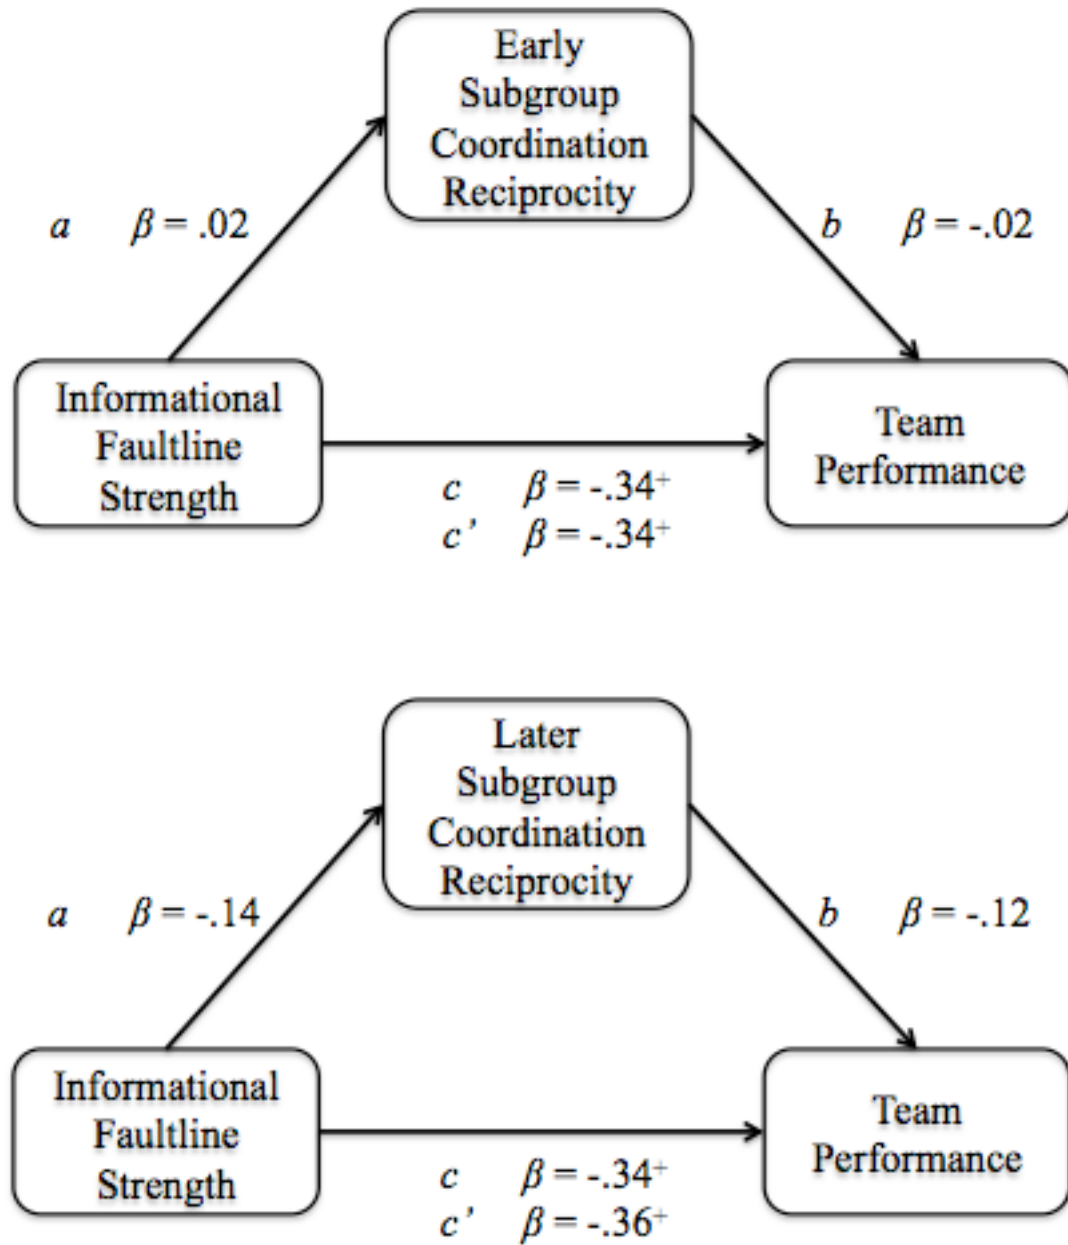 Early
Subgroup
Coordination
Reciprocity
a β = .02
b β = -.02
Informational
Faultline
Strength
Team
Performance
c β = -.34⁺
c’ β = -.34⁺
Later
Subgroup
Coordination
Reciprocity
a β = -.14
b β = -.12
Informational
Faultline
Strength
Team
Performance
c β = -.34⁺
c’ β = -.36⁺